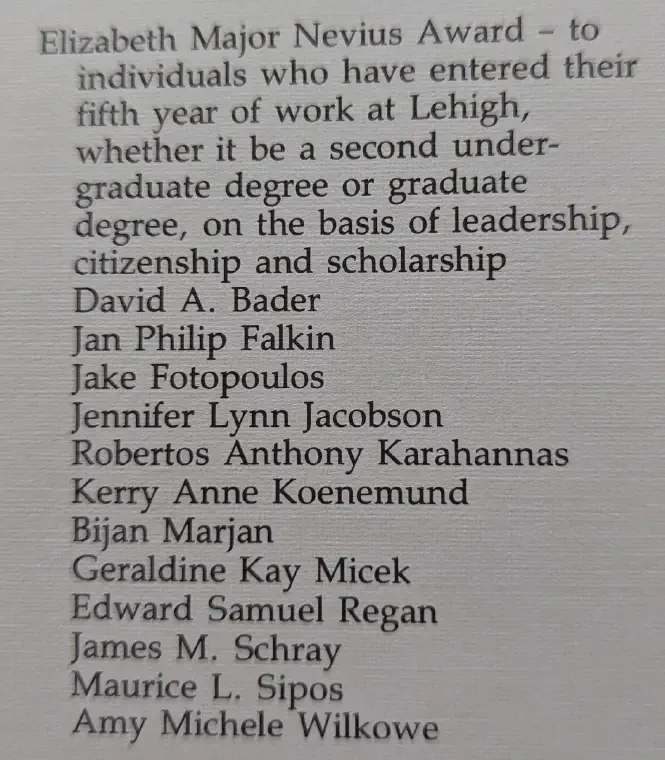 Elizabeth Major Nevius Award – to
individuals who have entered their
fifth year of work at Lehigh,
whether it be a second under-
graduate degree or graduate
degree, on the basis of leadership,
citizenship and scholarship
David A. Bader
Jan Philip Falkin
Jake Fotopoulos
Jennifer Lynn Jacobson
Robertos Anthony Karahannas
Kerry Anne Koenemund
Bijan Marjan
Geraldine Kay Micek
Edward Samuel Regan
James M. Schray
Maurice L. Sipos
Amy Michele Wilkowe